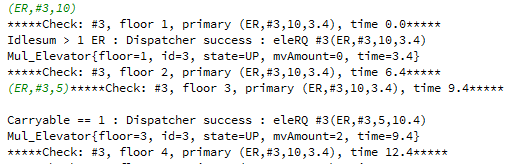 (ER,#3,10)
*****Check: #3, floor 1, primary (ER,#3,10,3.4), time 0.0*****
Idlesum > 1 ER : Dispatcher success : eleRQ #3(ER,#3,10,3.4)
Mul_Elevator{floor=1, id=3, state=UP, mvAmount=0, time=3.4}
*****Check: #3, floor 2, primary (ER,#3,10,3.4), time 6.4*****
(ER,#3,5)*****Check: #3, floor 3, primary (ER,#3,10,3.4), time 9.4*****
Carryable == 1 : Dispatcher success : eleRQ #3(ER,#3,5,10.4)
Mul_Elevator{floor=3, id=3, state=UP, mvAmount=2, time=9.4}
*****Check: #3, floor 4, primary (ER,#3,10,3.4), time 12.4*****